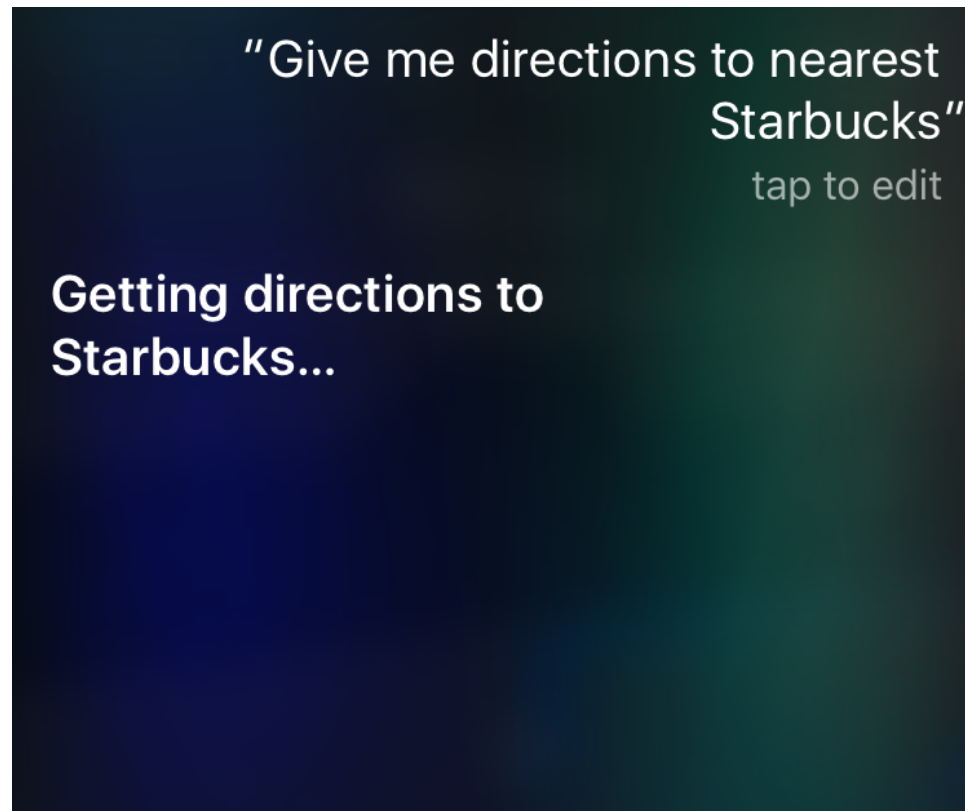 “Give me directions to nearest
Starbucks”
tap to edit
Getting directions to
Starbucks...